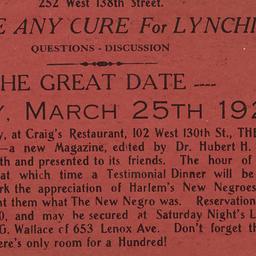 252 West 138th Street.
E ANY CURE For LYNCHI
QUESTIONS - DISCUSSION
THE GREAT DATE ----
Y, MARCH 25TH 192
y, at Craig's Restaurant, 102 West 130th St., THE
—a new Magazine, edited by Dr. Hubert H.
th and presented to its friends. The hour of
at which time a Testimonial Dinner will be
rk the appreciation of Harlem's New Negroes
nt them what The New Negro was. Reservation
0, and may be secured at Saturday Night's L
G. Wallace of 653 Lenox Ave. Don't forget th
ere's only room for a Hundred!